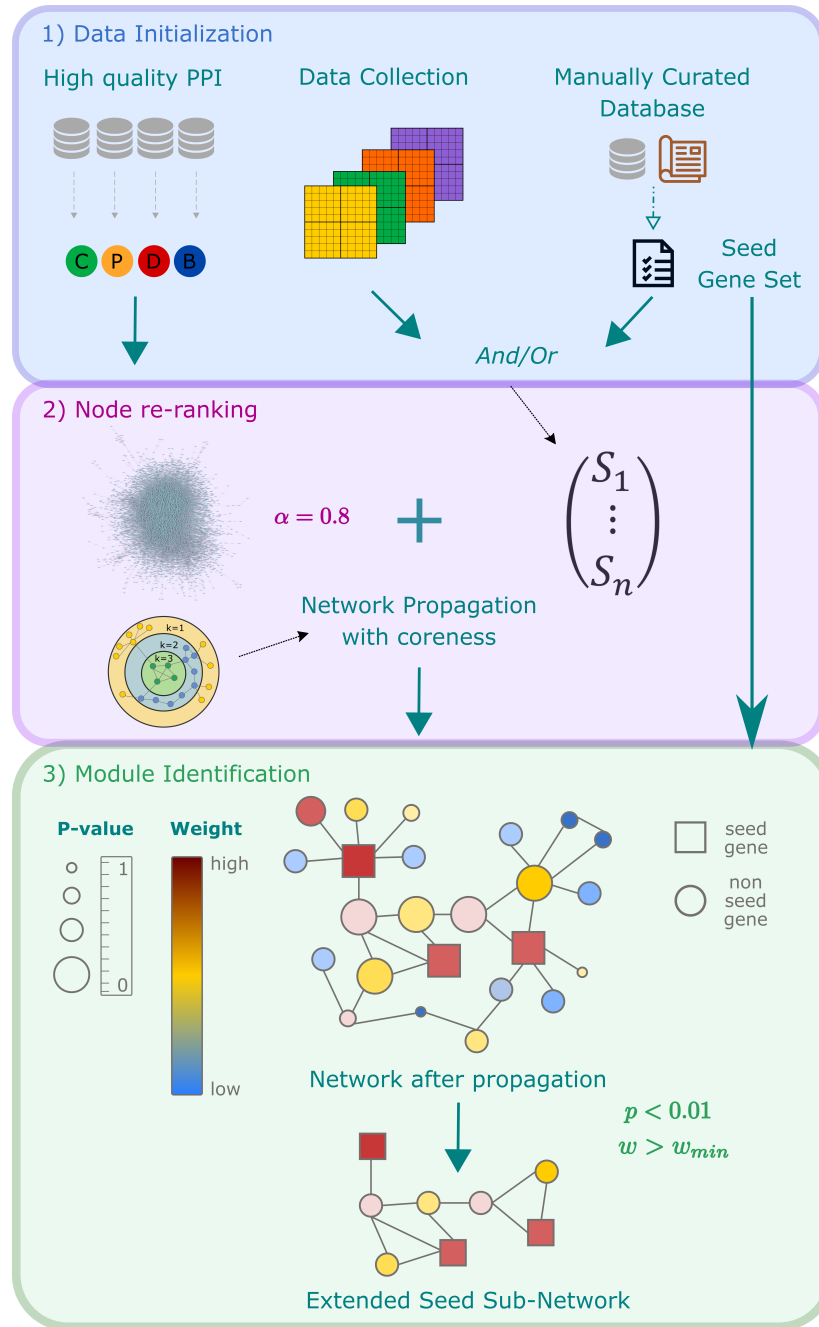 1) Data Initialization
High quality PPI
Data Collection
Manually Curated
Database
C P D B
Seed
Gene Set
And/Or
2) Node re-ranking
α = 0.8
+
S1
⋮
Sn
Network Propagation
with coreness
k=1
k=2
k=3
3) Module Identification
P-value
1
0
Weight
high
low
seed
gene
non
seed
gene
Network after propagation
p < 0.01
w > wmin
Extended Seed Sub-Network